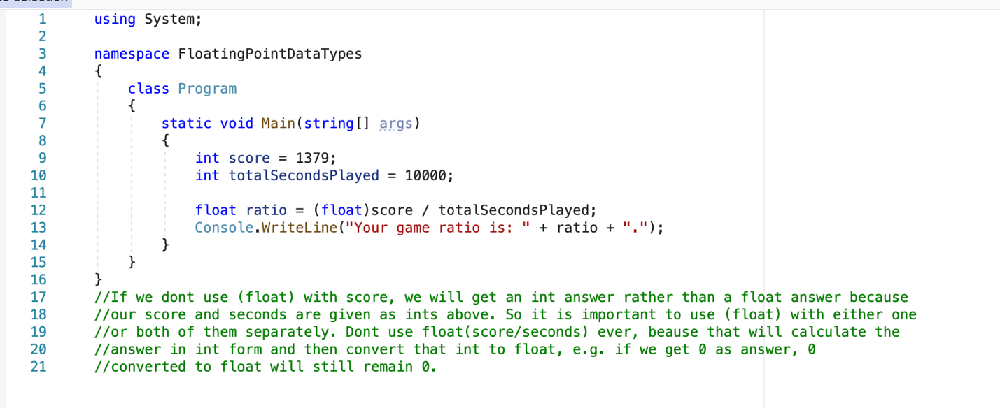 1 using System;
2
3 namespace FloatingPointDataTypes
4 {
5 class Program
6 {
7 static void Main(string[] args)
8 {
9 int score = 1379;
10 int totalSecondsPlayed = 10000;
11
12 float ratio = (float)score / totalSecondsPlayed;
13 Console.WriteLine("Your game ratio is: " + ratio + ".");
14 }
15 }
16 }
17 //If we dont use (float) with score, we will get an int answer rather than a float answer because
18 //our score and seconds are given as ints above. So it is important to use (float) with either one
19 //or both of them separately. Dont use float(score/seconds) ever, beause that will calculate the
20 //answer in int form and then convert that int to float, e.g. if we get 0 as answer, 0
21 //converted to float will still remain 0.